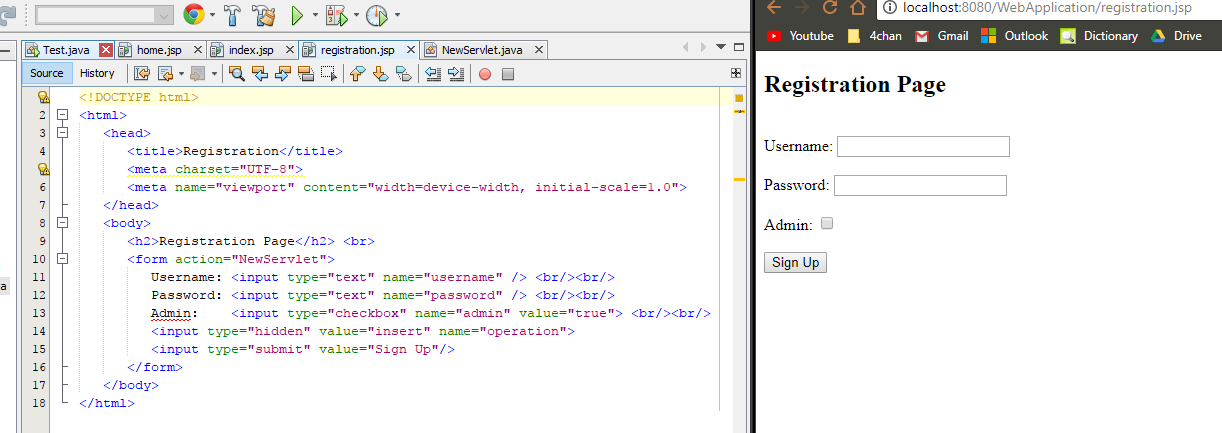 localhost:8080/WebApplication/registration.jsp
Test.java home.jsp index.jsp registration.jsp NewServlet.java
Youtube 4chan Gmail Outlook Dictionary Drive
Source History
<!DOCTYPE html>
2 <html>
3 <head>
4 <title>Registration</title>
<meta charset="UTF-8">
6 <meta name="viewport" content="width=device-width, initial-scale=1.0">
7 </head>
8 <body>
9 <h2>Registration Page</h2> <br>
10 <form action="NewServlet">
11 Username: <input type="text" name="username" /> <br/><br/>
12 Password: <input type="text" name="password" /> <br/><br/>
13 Admin: <input type="checkbox" name="admin" value="true"> <br/><br/>
14 <input type="hidden" value="insert" name="operation">
15 <input type="submit" value="Sign Up"/>
16 </form>
17 </body>
18 </html>
a
Registration Page
Username:
Password:
Admin:
Sign Up